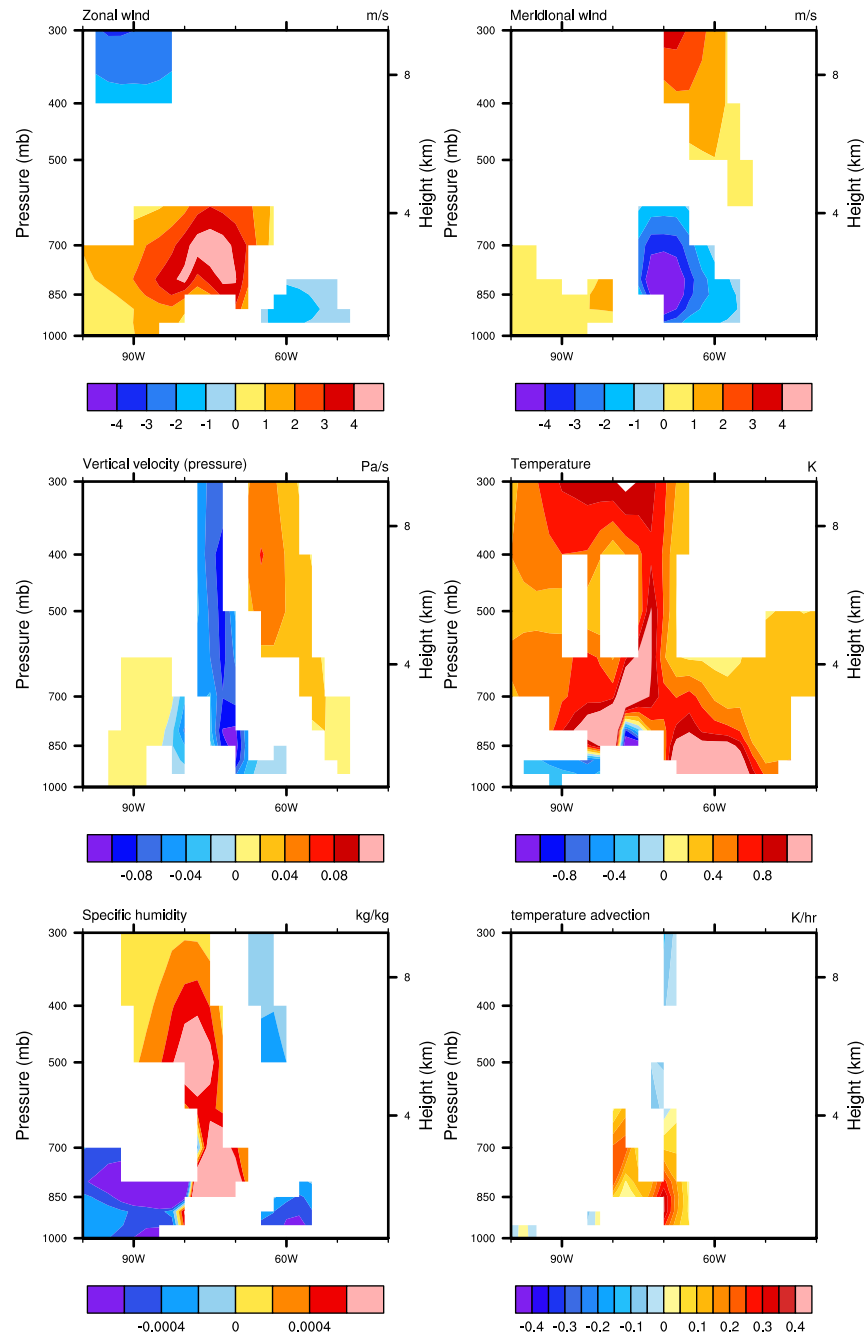 Zonal wind m/s
300
400
500
700
850
1000
Pressure (mb)
8
4
Height (km)
90W 60W
-4 -3 -2 -1 0 1 2 3 4
Meridional wind m/s
300
400
500
700
850
1000
Pressure (mb)
8
4
Height (km)
90W 60W
-4 -3 -2 -1 0 1 2 3 4
Vertical velocity (pressure) Pa/s
300
400
500
700
850
1000
Pressure (mb)
8
4
Height (km)
90W 60W
-0.08 -0.04 0 0.04 0.08
Temperature K
300
400
500
700
850
1000
Pressure (mb)
8
4
Height (km)
90W 60W
-0.8 -0.4 0 0.4 0.8
Specific humidity kg/kg
300
400
500
700
850
1000
Pressure (mb)
8
4
Height (km)
90W 60W
-0.0004 0 0.0004
temperature advection K/hr
300
400
500
700
850
1000
Pressure (mb)
8
4
Height (km)
90W 60W
-0.4 -0.3 -0.2 -0.1 0 0.1 0.2 0.3 0.4